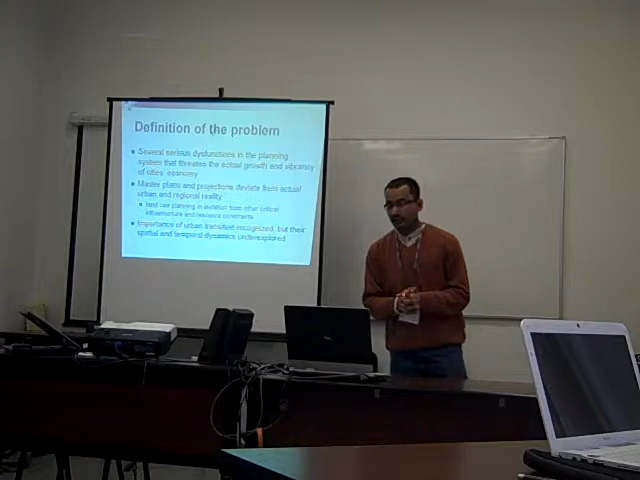 Definition of the problem
Several serious dysfunctions in the planning
system that threates the actual growth and vibrancy
of cities' economy
Master plans and projections deviate from actual
urban and regional reality
land use planning in isolation from other critical
infrastructure and resource constraints
Importance of urban transition recognized, but their
spatial and temporal dynamics underexplored